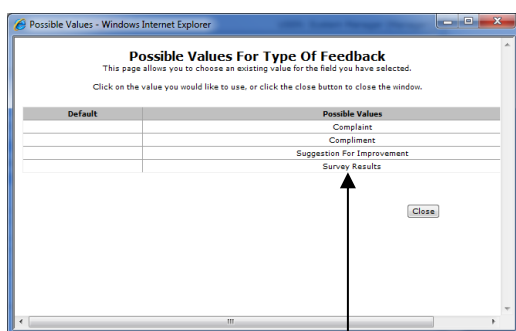 Possible Values - Windows Internet Explorer
Possible Values For Type Of Feedback
This page allows you to choose an existing value for the field you have selected.
Click on the value you would like to use, or click the close button to close the window.
Default Possible Values
Complaint
Compliment
Suggestion For Improvement
Survey Results
Close